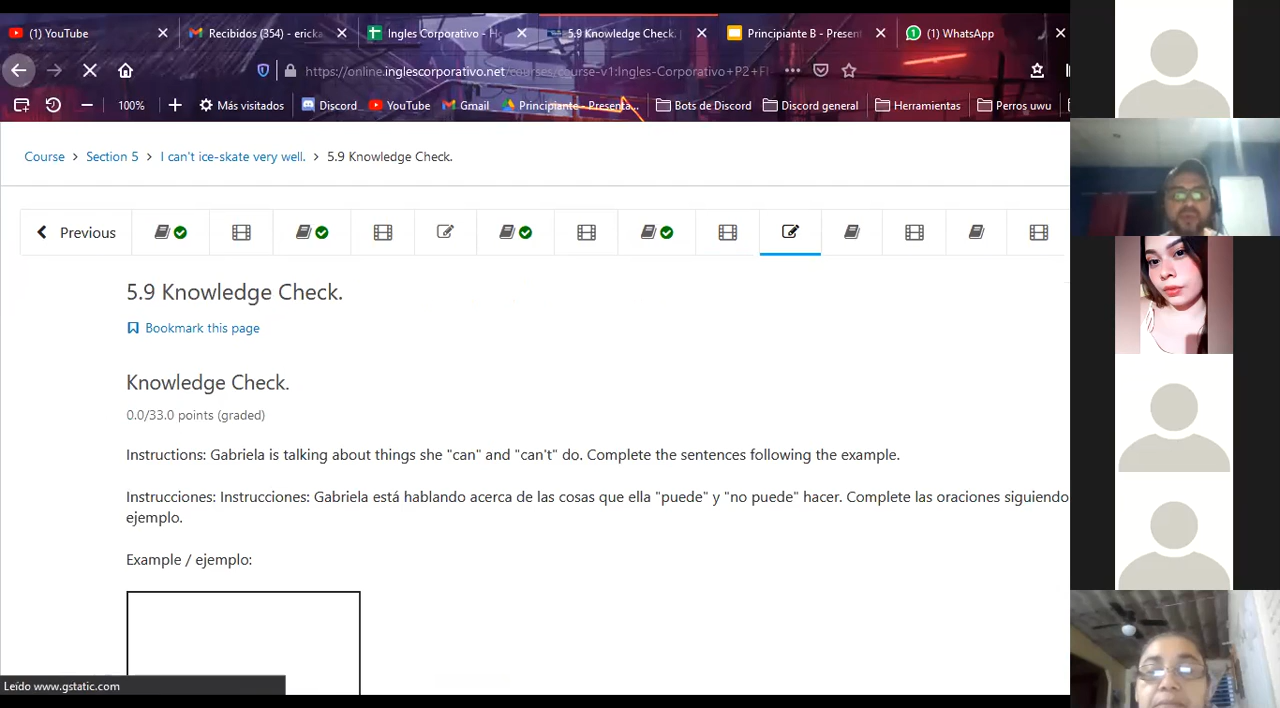 (1) YouTube
Recibidos (354) - ericka
Ingles Corporativo - Ho
5.9 Knowledge Check. |
Principiante B - Present
(1) WhatsApp
https://online.inglescorporativo.net/courses/course-v1:Ingles-Corporativo+P2+FI
100%
Más visitados
Discord
YouTube
Gmail
Principiante - Presenta...
Bots de Discord
Discord general
Herramientas
Perros uwu
Course > Section 5 > I can't ice-skate very well. > 5.9 Knowledge Check.
Previous
5.9 Knowledge Check.
Bookmark this page
Knowledge Check.
0.0/33.0 points (graded)
Instructions: Gabriela is talking about things she "can" and "can't" do. Complete the sentences following the example.
Instrucciones: Instrucciones: Gabriela está hablando acerca de las cosas que ella "puede" y "no puede" hacer. Complete las oraciones siguiendo
ejemplo.
Example / ejemplo:
Leído www.gstatic.com